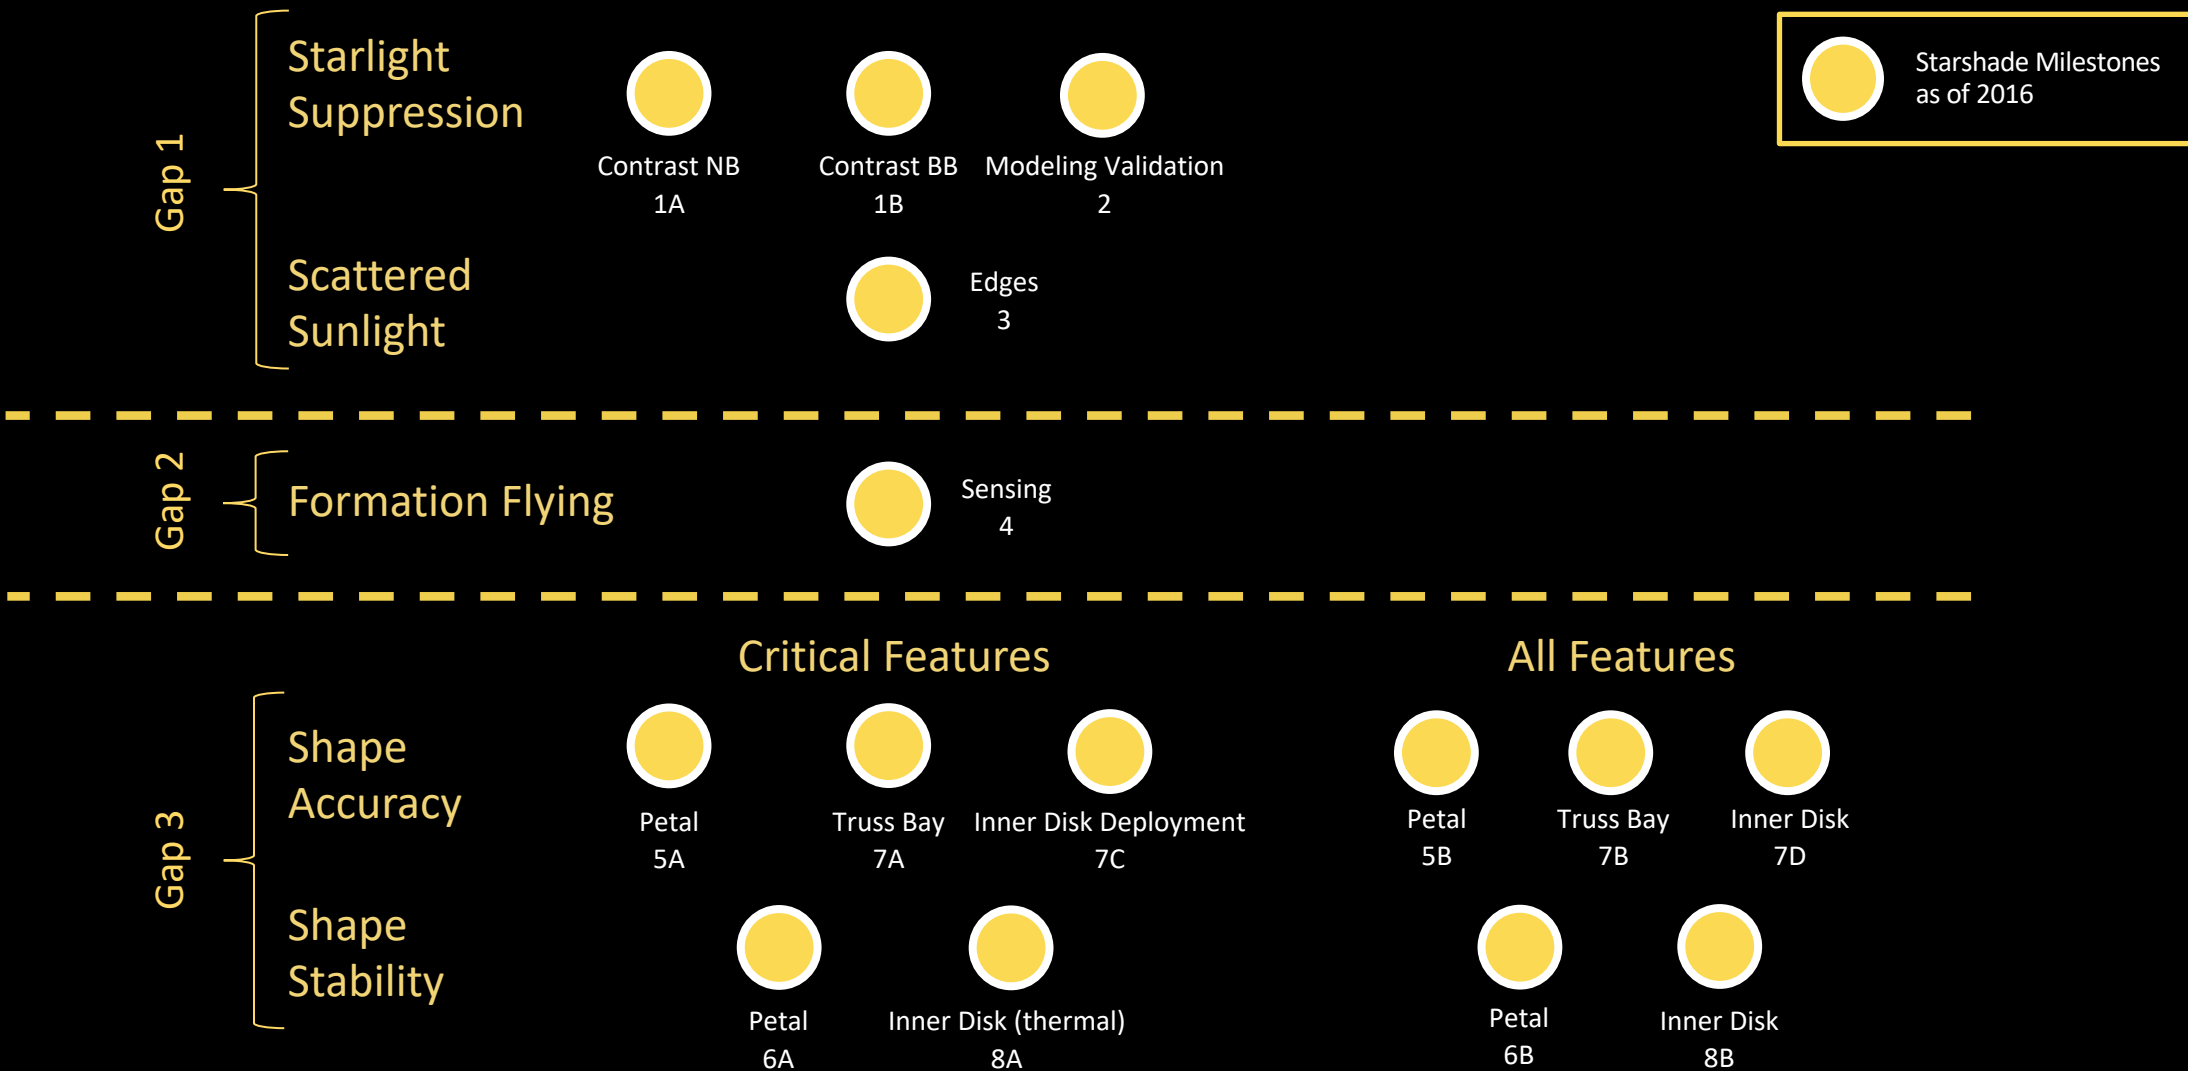 Starshade Milestones
as of 2016
Gap 1
Starlight
Suppression
Contrast NB
1A
Contrast BB
1B
Modeling Validation
2
Scattered
Sunlight
Edges
3
Gap 2
Formation Flying
Sensing
4
Critical Features
All Features
Gap 3
Shape
Accuracy
Petal
5A
Truss Bay
7A
Inner Disk Deployment
7C
Petal
5B
Truss Bay
7B
Inner Disk
7D
Shape
Stability
Petal
6A
Inner Disk (thermal)
8A
Petal
6B
Inner Disk
8B